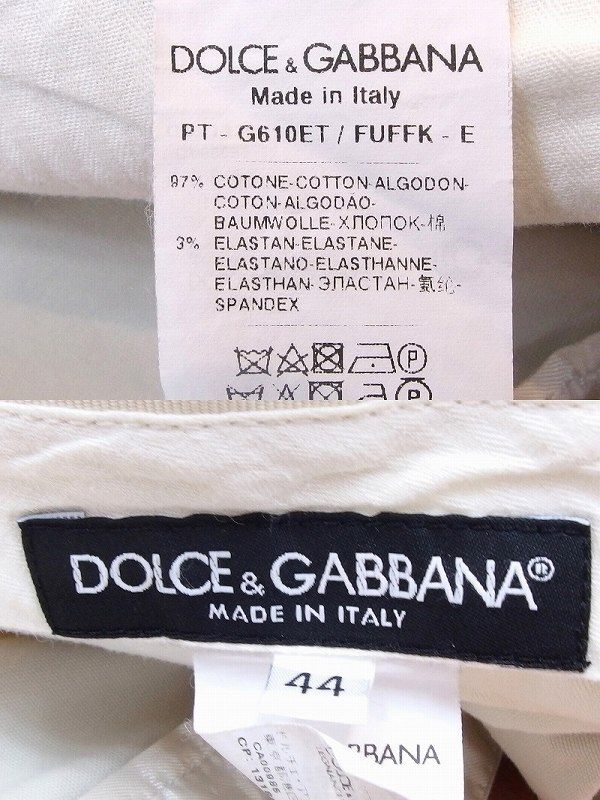 DOLCE & GABBANA
Made in Italy
PT - G610ET / FUFFK - E
97% COTONE-COTTON-ALGODON-
COTON-ALGODAO-
BAUMWOLLE-ХЛОПОК-棉
3% ELASTAN-ELASTANE-
ELASTANO-ELASTHANNE-
ELASTHAN-ЭЛАСТАН-氨纶-
SPANDEX
DOLCE & GABBANA®
MADE IN ITALY
44